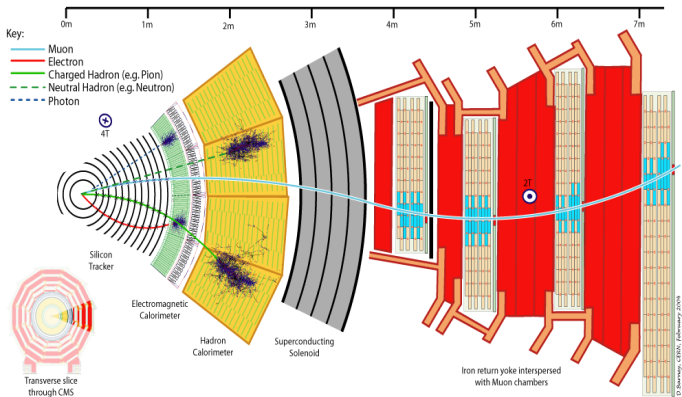 0m 1m 2m 3m 4m 5m 6m 7m
Key:
Muon
Electron
Charged Hadron (e.g. Pion)
Neutral Hadron (e.g. Neutron)
Photon
4T
2T
Silicon
Tracker
Electromagnetic
Calorimeter
Hadron
Calorimeter
Superconducting
Solenoid
Iron return yoke interspersed
with Muon chambers
Transverse slice
through CMS
D. Barney, CERN, February 2004